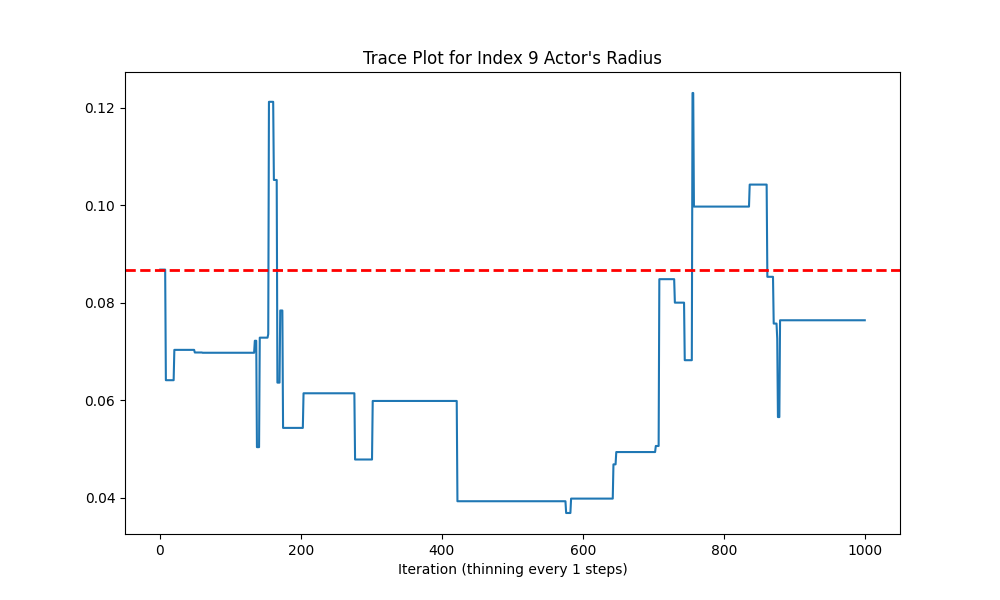 Trace Plot for Index 9 Actor's Radius
0.12
0.10
0.08
0.06
0.04
0 200 400 600 800 1000
Iteration (thinning every 1 steps)